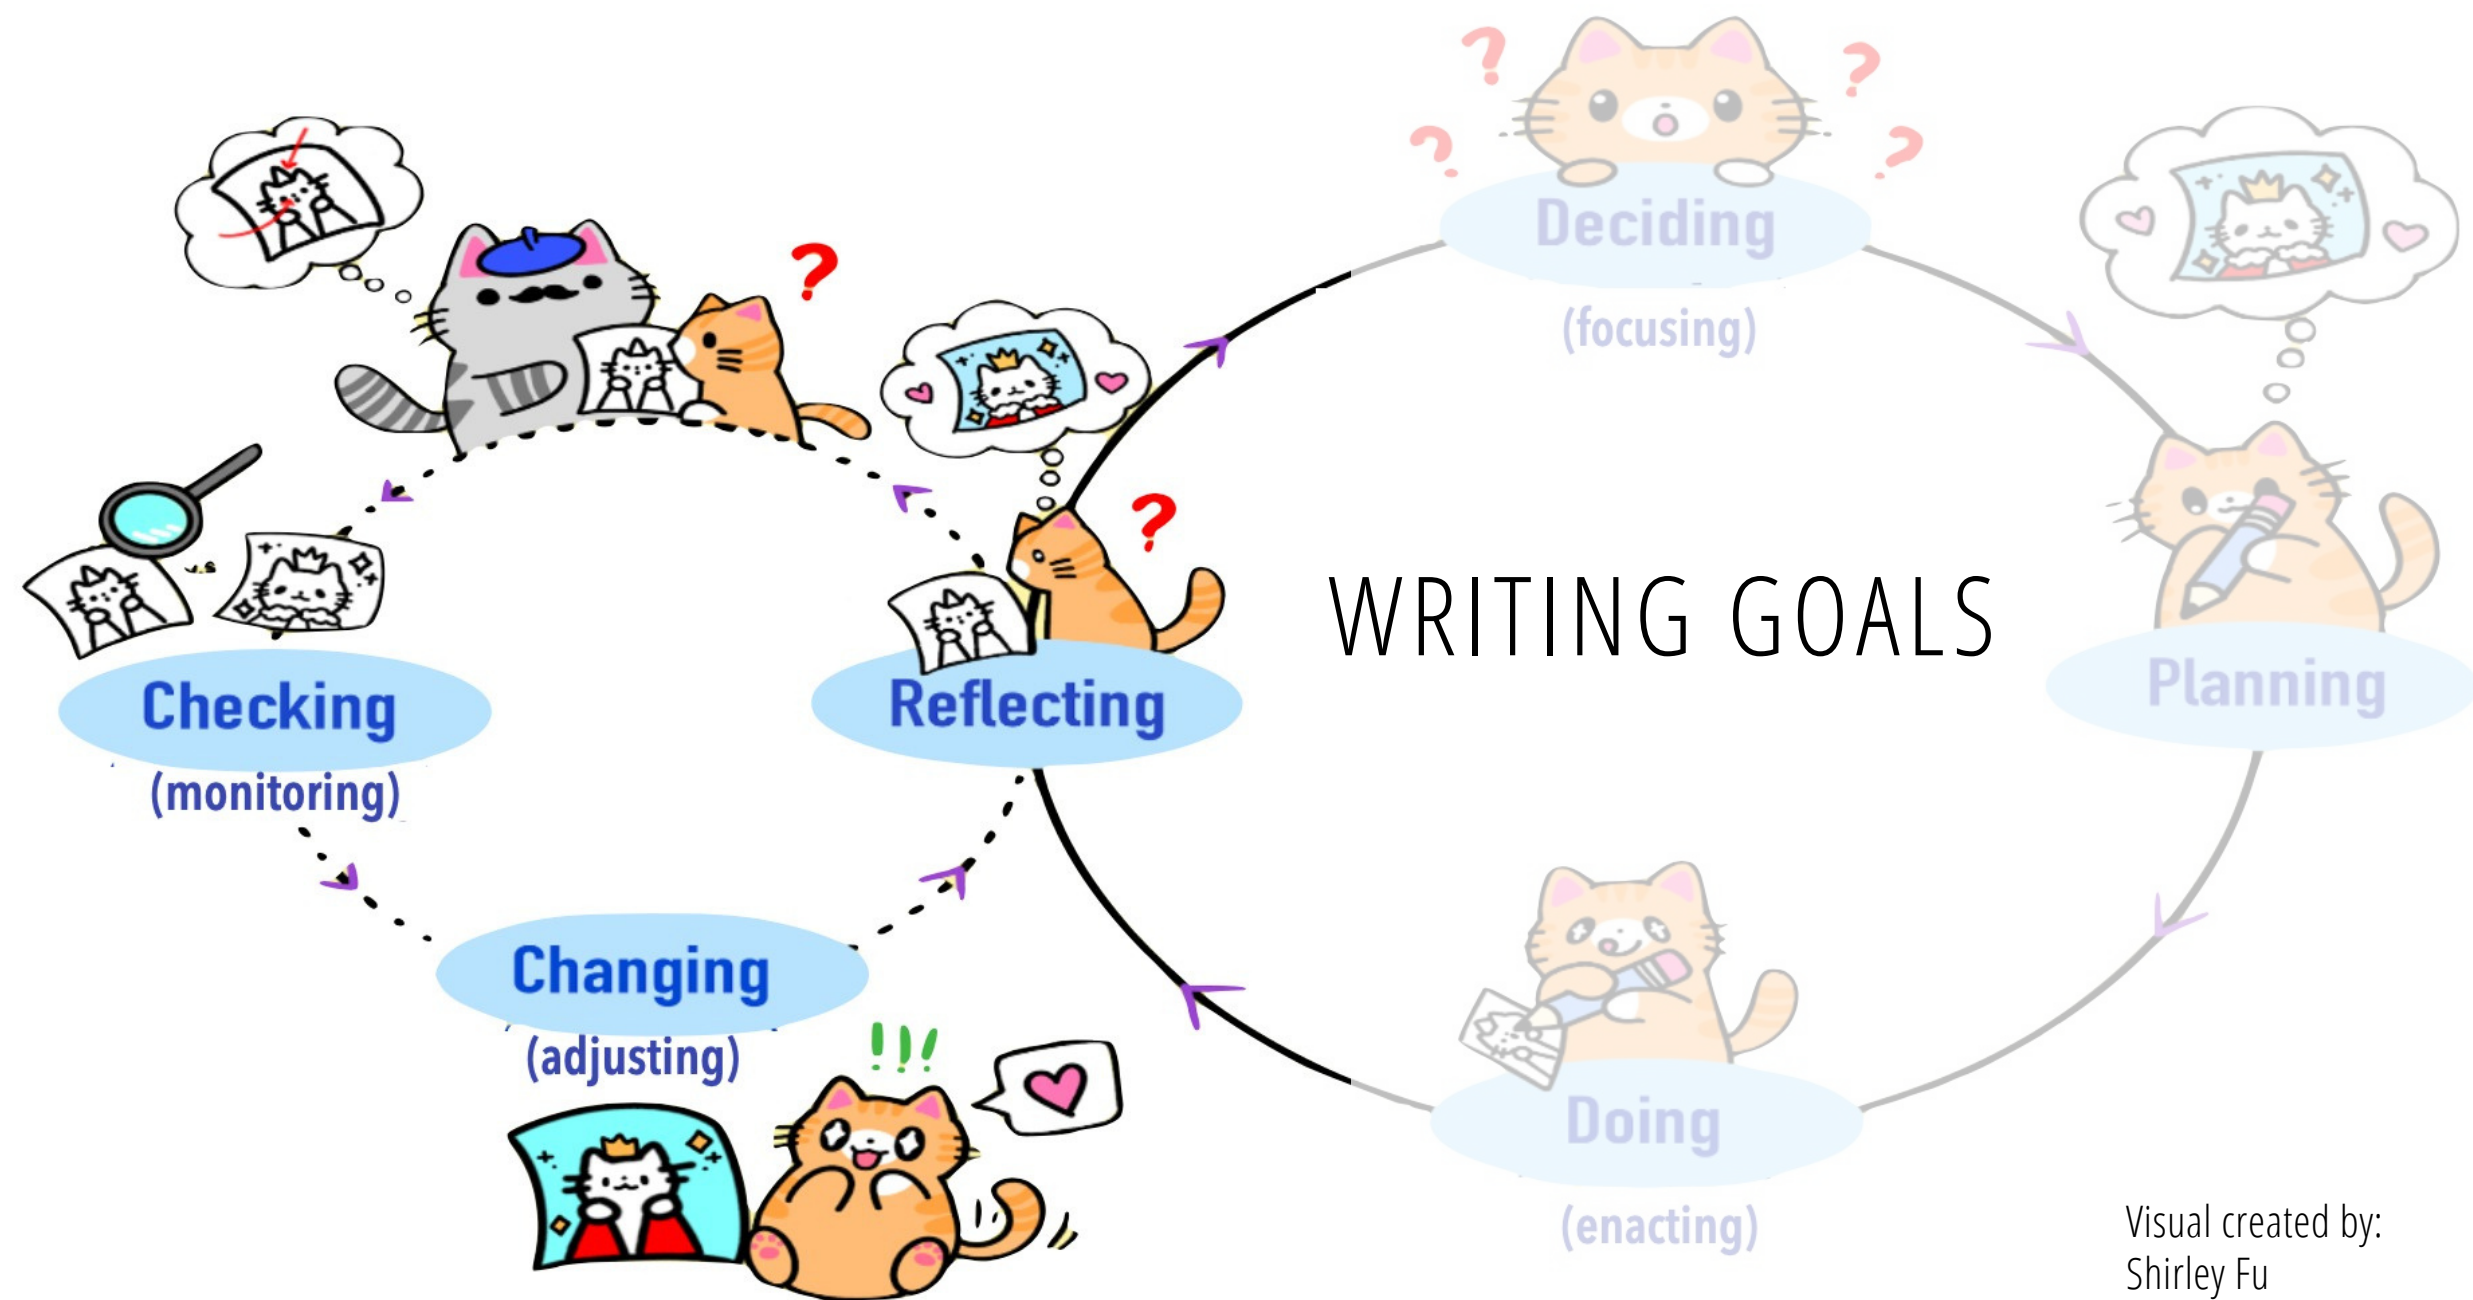 Deciding
(focusing)
Planning
Doing
(enacting)
Reflecting
v.s
Checking
(monitoring)
Changing
(adjusting)
WRITING GOALS
Visual created by:
Shirley Fu